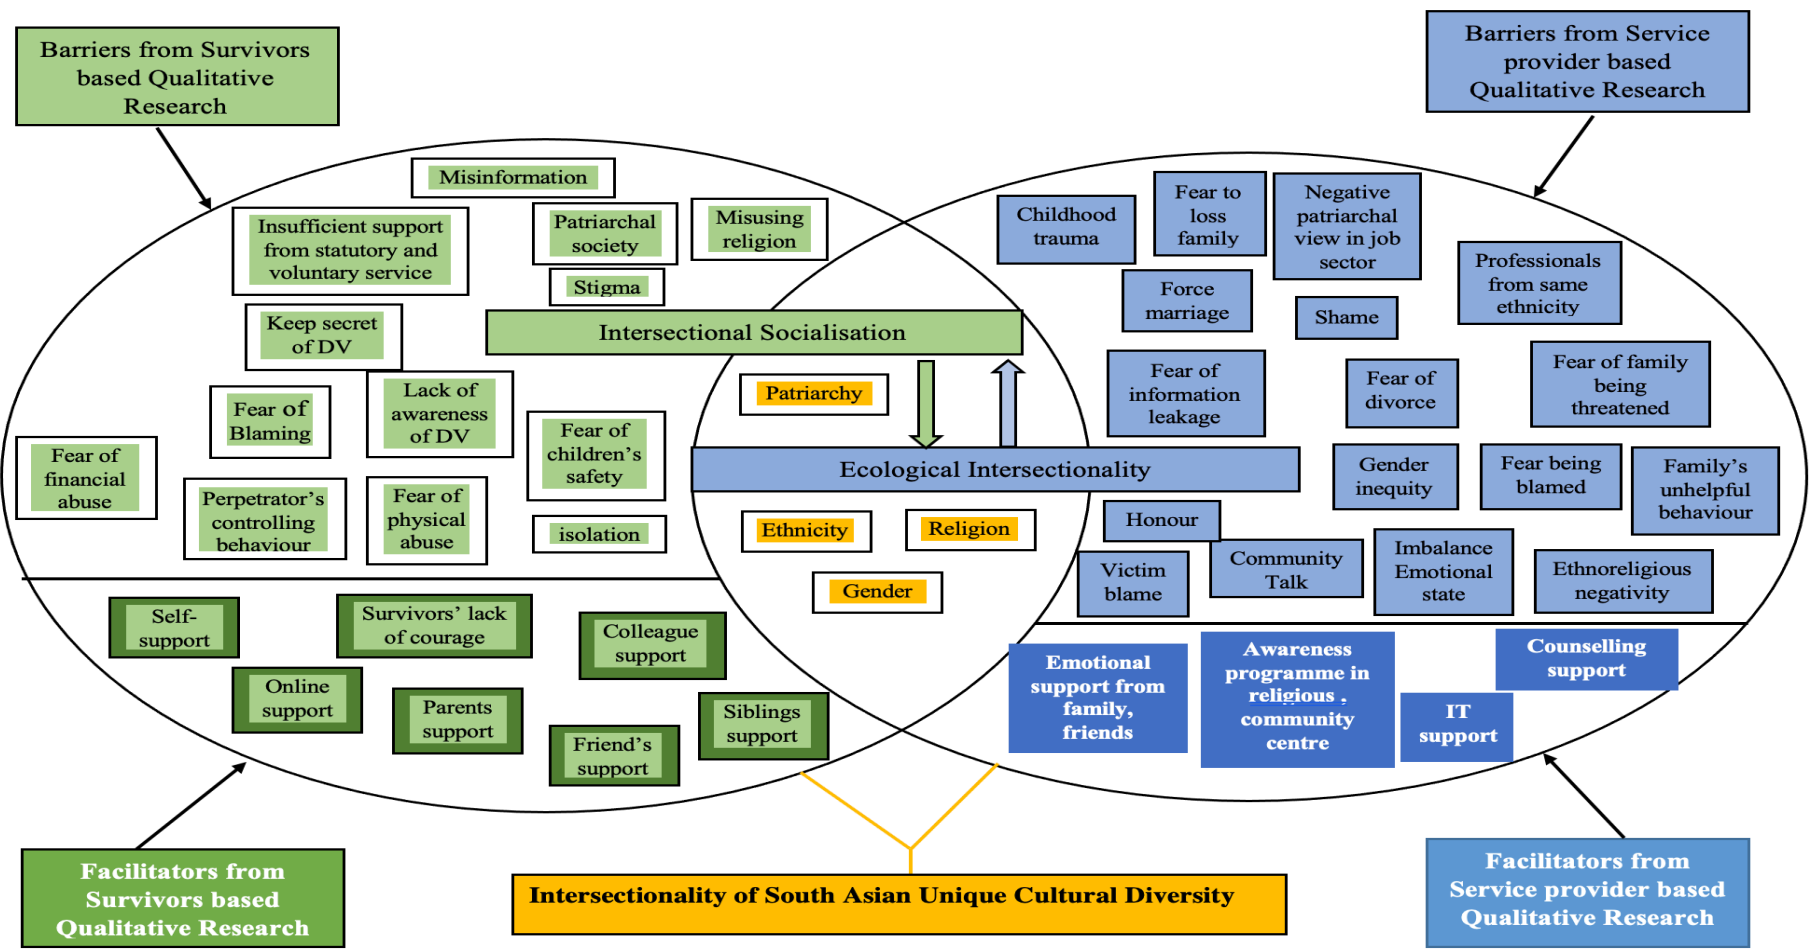 Barriers from Survivors
based Qualitative
Research
Barriers from Service
provider based
Qualitative Research
Misinformation
Insufficient support
from statutory and
voluntary service
Patriarchal
society
Misusing
religion
Stigma
Keep secret
of DV
Intersectional Socialisation
Fear of
Blaming
Lack of
awareness
of DV
Fear of
children's
safety
Fear of
financial
abuse
Perpetrator's
controlling
behaviour
Fear of
physical
abuse
isolation
Patriarchy
Ecological Intersectionality
Ethnicity
Religion
Gender
Childhood
trauma
Fear to
loss
family
Negative
patriarchal
view in job
sector
Professionals
from same
ethnicity
Force
marriage
Shame
Fear of
information
leakage
Fear of
divorce
Fear of family
being
threatened
Gender
inequity
Fear being
blamed
Family's
unhelpful
behaviour
Honour
Victim
blame
Community
Talk
Imbalance
Emotional
state
Ethnoreligious
negativity
Self-
support
Survivors' lack
of courage
Colleague
support
Online
support
Parents
support
Friend's
support
Siblings
support
Emotional
support from
family,
friends
Awareness
programme in
religious ,
community
centre
Counselling
support
IT
support
Facilitators from
Survivors based
Qualitative Research
Intersectionality of South Asian Unique Cultural Diversity
Facilitators from
Service provider based
Qualitative Research